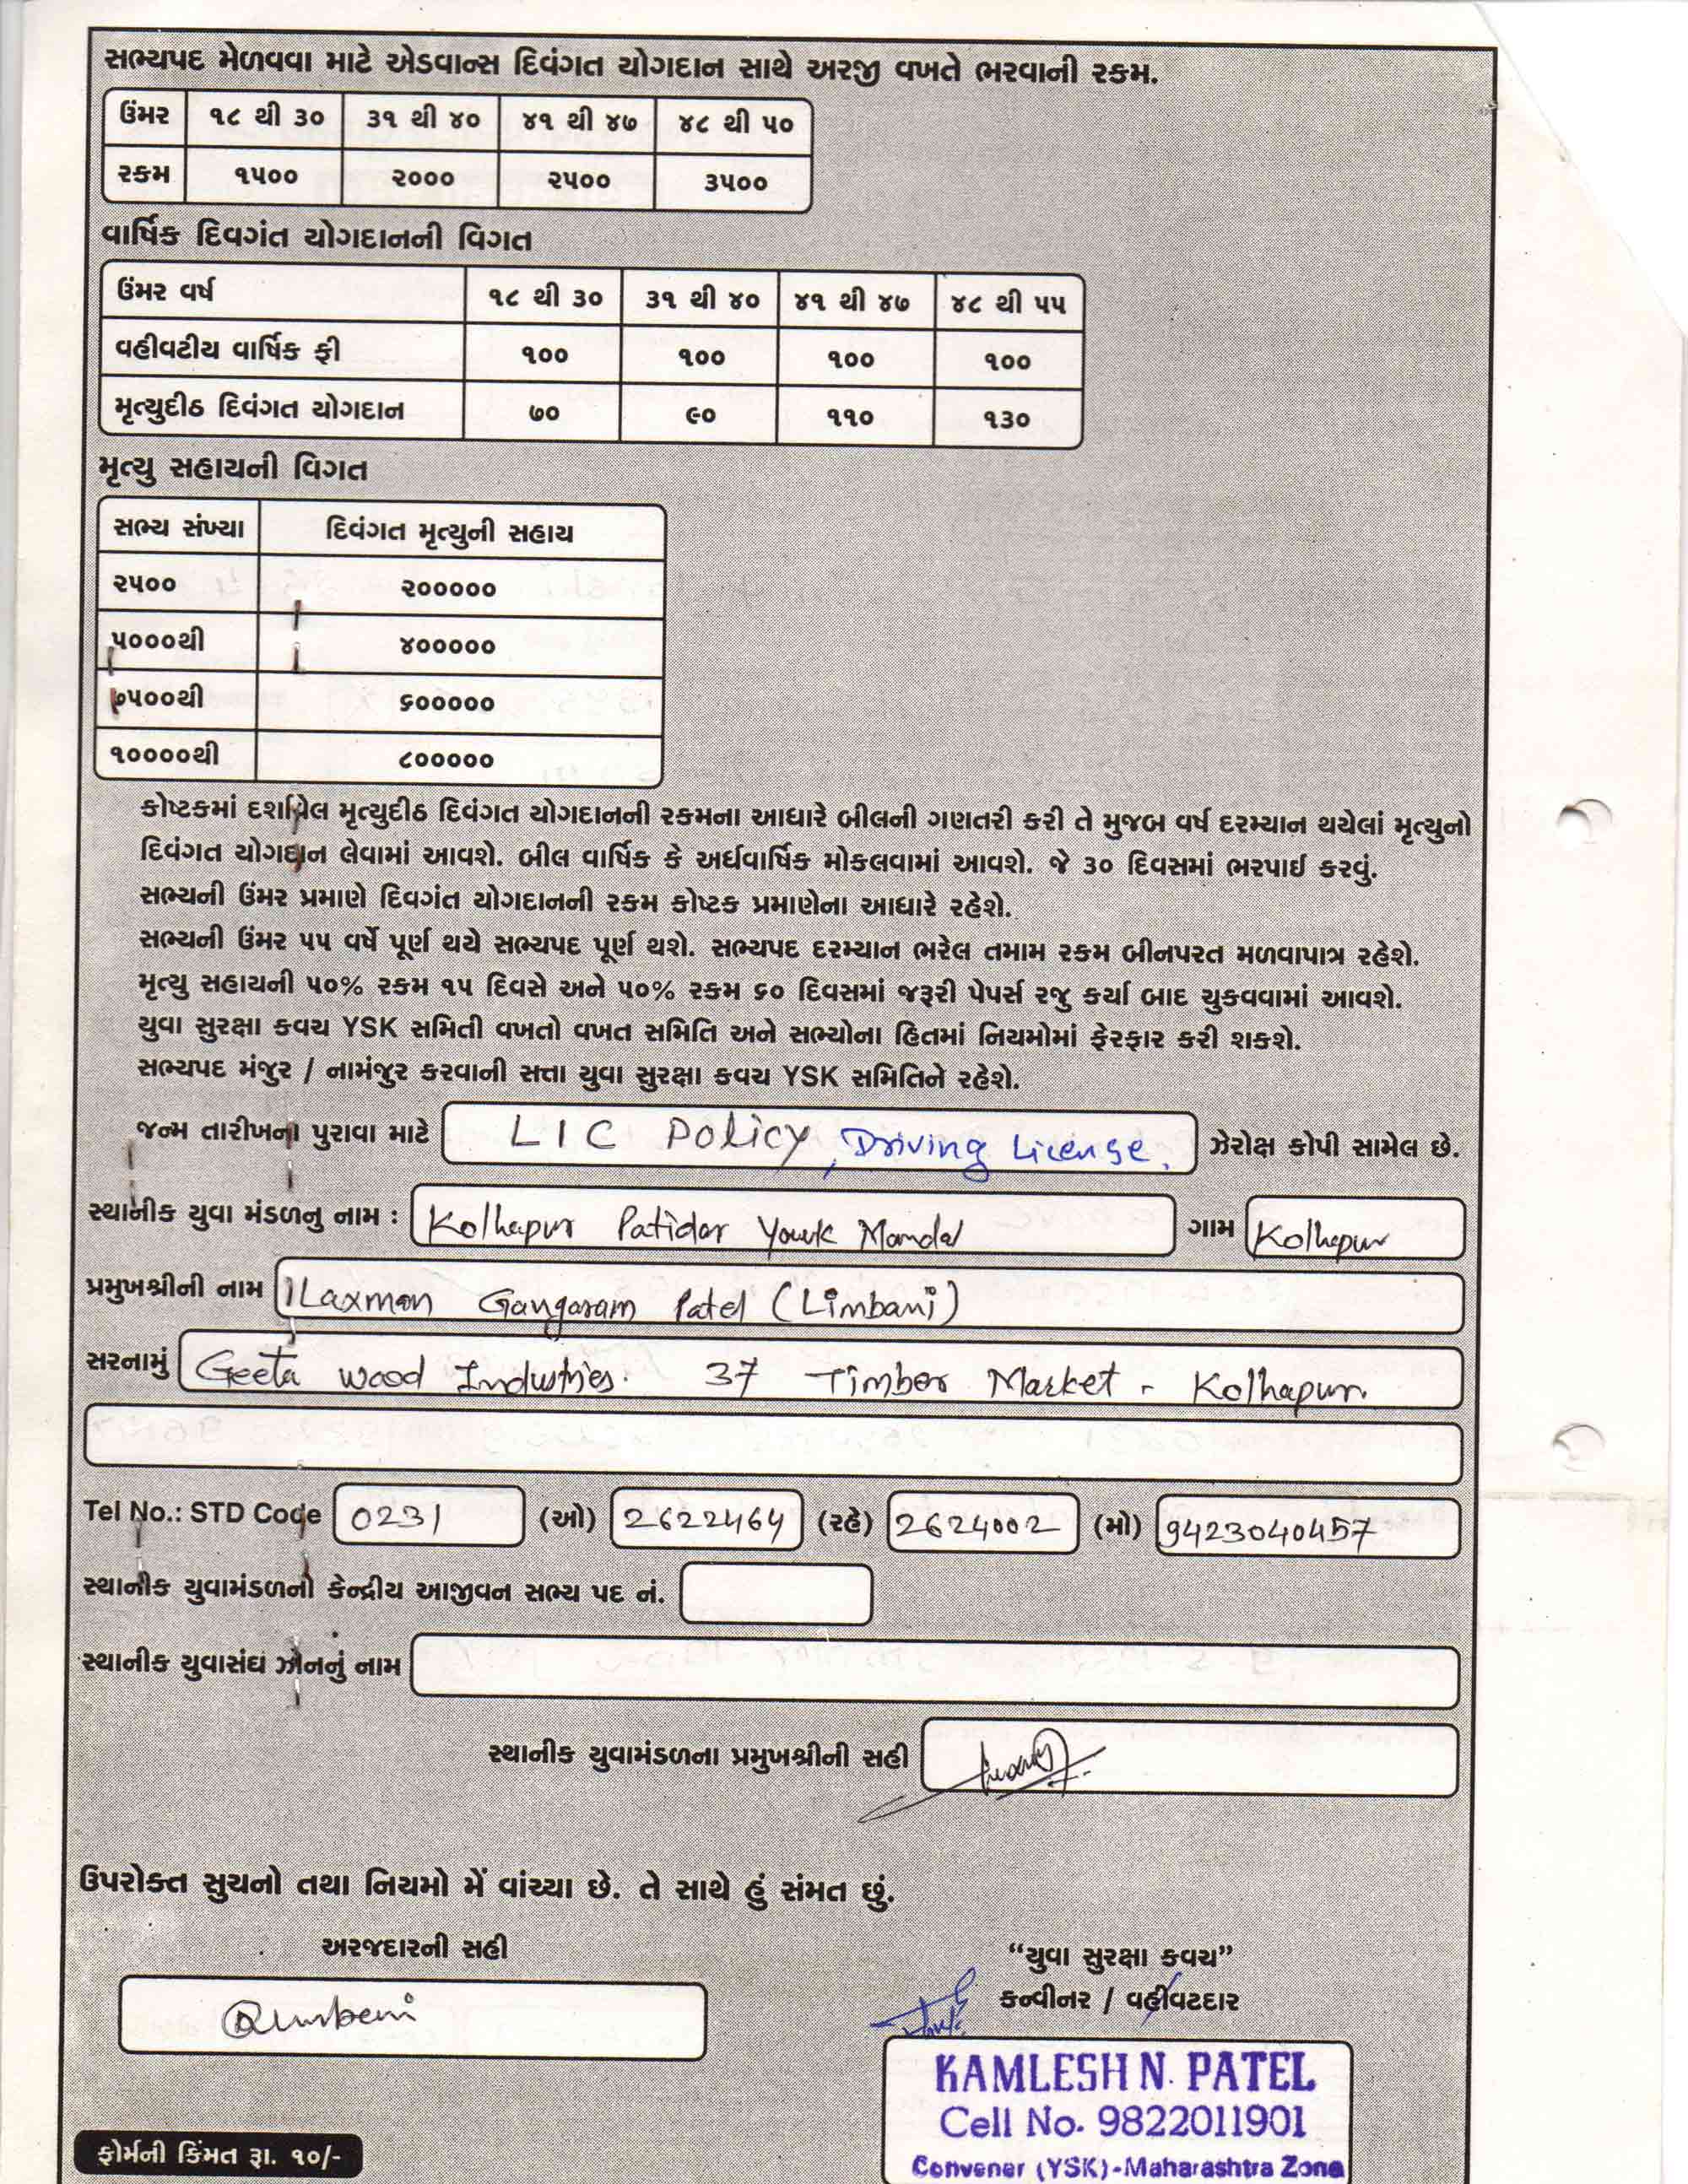 સભ્યપદ મેળવવા માટે એડવાન્સ દિવંગત યોગદાન સાથે અરજી વખતે ભરવાની રકમ.
ઉંમર ૧૮ થી ૩૦ ૩૧ થી ૪૦ ૪૧ થી ૪૭ ૪૮ થી ૫૦
રકમ ૧૫૦૦ ૨૦૦૦ ૨૫૦૦ ૩૫૦૦
વાર્ષિક દિવગંત યોગદાનની વિગત
ઉંમર વર્ષ ૧૮ થી ૩૦ ૩૧ થી ૪૦ ૪૧ થી ૪૭ ૪૮ થી ૫૫
વહીવટીય વાર્ષિક ફી ૧૦૦ ૧૦૦ ૧૦૦ ૧૦૦
મૃત્યુદીઠ દિવંગત યોગદાન ૭૦ ૯૦ ૧૧૦ ૧૩૦
મૃત્યુ સહાયની વિગત
સભ્ય સંખ્યા દિવંગત મૃત્યુની સહાય
૨૫૦૦ ૨૦૦૦૦૦
૫૦૦૦થી ૪૦૦૦૦૦
૭૫૦૦થી ૬૦૦૦૦૦
૧૦૦૦૦થી ૮૦૦૦૦૦
કોષ્ટકમાં દર્શાવેલ મૃત્યુદીઠ દિવંગત યોગદાનની રકમના આધારે બીલની ગણતરી કરી તે મુજબ વર્ષ દરમ્યાન થયેલાં મૃત્યુનો
દિવંગત યોગદાન લેવામાં આવશે. બીલ વાર્ષિક કે અર્ધવાર્ષિક મોકલવામાં આવશે. જે ૩૦ દિવસમાં ભરપાઈ કરવું.
સભ્યની ઉંમર પ્રમાણે દિવગંત યોગદાનની રકમ કોષ્ટક પ્રમાણેના આધારે રહેશે.
સભ્યની ઉંમર ૫૫ વર્ષે પૂર્ણ થયે સભ્યપદ પૂર્ણ થશે. સભ્યપદ દરમ્યાન ભરેલ તમામ રકમ બીનપરત મળવાપાત્ર રહેશે.
મૃત્યુ સહાયની ૫૦% રકમ ૧૫ દિવસે અને ૫૦% રકમ ૬૦ દિવસમાં જરૂરી પેપર્સ રજુ કર્યા બાદ ચુકવવામાં આવશે.
યુવા સુરક્ષા કવચ YSK સમિતી વખતો વખત સમિતિ અને સભ્યોના હિતમાં નિયમોમાં ફેરફાર કરી શકશે.
સભ્યપદ મંજુર / નામંજુર કરવાની સત્તા યુવા સુરક્ષા કવચ YSK સમિતિને રહેશે.
જન્મ તારીખના પુરાવા માટે LIC Policy, Driving License. ઝેરોક્ષ કોપી સામેલ છે.
સ્થાનીક યુવા મંડળનુ નામ : Kolhapur Patidar Yowk Mandal ગામ Kolhapur
પ્રમુખશ્રીની નામ Laxman Gangaram Patel (Limbani)
સરનામું Geeta Wood Industries. 37 Timber Market - Kolhapur.
Tel No.: STD Code 0231 (ઓ) 2622464 (રહે) 2624002 (મો) 9423040457
સ્થાનીક યુવામંડળનો કેન્દ્રીય આજીવન સભ્ય પદ નં.
સ્થાનીક યુવાસંઘ ઝોનનું નામ
સ્થાનીક યુવામંડળના પ્રમુખશ્રીની સહી
ઉપરોક્ત સુચનો તથા નિયમો મેં વાંચ્યા છે. તે સાથે હું સંમત છું.
અરજદારની સહી
“યુવા સુરક્ષા કવચ”
કન્વીનર / વહીવટદાર
KAMLESH N. PATEL
Cell No. 9822011901
Convener (YSK)-Maharashtra Zone
ફોર્મની કિંમત રૂા. ૧૦/-